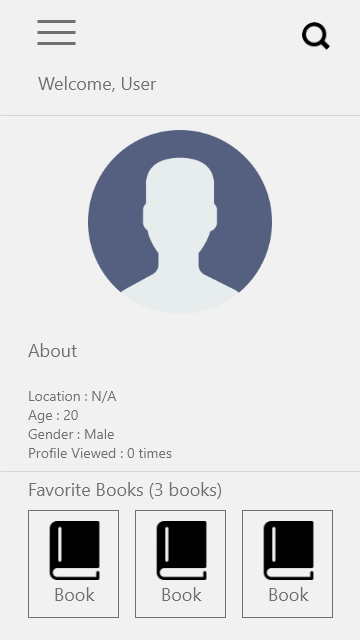 Welcome, User
About
Location : N/A
Age : 20
Gender : Male
Profile Viewed : 0 times
Favorite Books (3 books)
Book Book Book